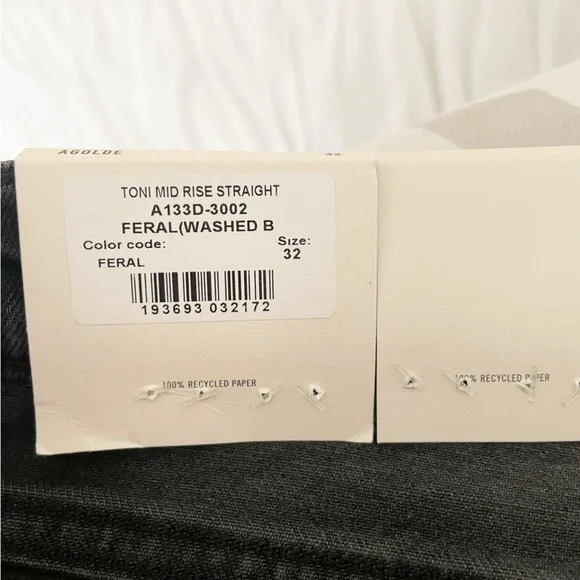 AGOLDE 32
TONI MID RISE STRAIGHT
A133D-3002
FERAL(WASHED B
Color code: Size:
FERAL 32
193693 032172
100% RECYCLED PAPER
100% RECYCLED PAPER